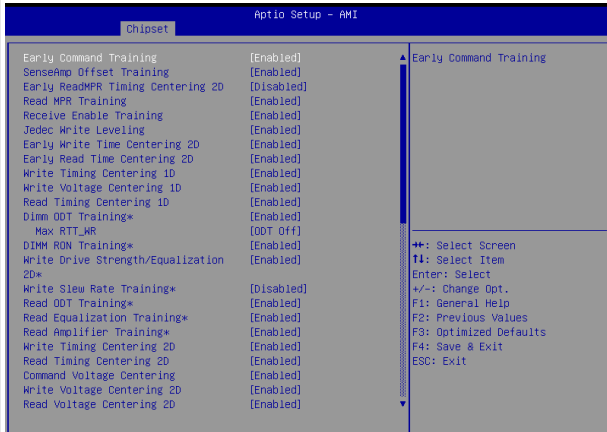 Aptio Setup - AMI
Chipset
Early Command Training [Enabled]
SenseAmp Offset Training [Enabled]
Early ReadMPR Timing Centering 2D [Disabled]
Read MPR Training [Enabled]
Receive Enable Training [Enabled]
Jedec Write Leveling [Enabled]
Early Write Time Centering 2D [Enabled]
Early Read Time Centering 2D [Enabled]
Write Timing Centering 1D [Enabled]
Write Voltage Centering 1D [Enabled]
Read Timing Centering 1D [Enabled]
Dimm ODT Training* [Enabled]
Max RTT_WR [ODT Off]
DIMM RON Training* [Enabled]
Write Drive Strength/Equalization [Enabled]
2D*
Write Slew Rate Training* [Disabled]
Read ODT Training* [Enabled]
Read Equalization Training* [Enabled]
Read Amplifier Training* [Enabled]
Write Timing Centering 2D [Enabled]
Read Timing Centering 2D [Enabled]
Command Voltage Centering [Enabled]
Write Voltage Centering 2D [Enabled]
Read Voltage Centering 2D [Enabled]
Early Command Training
→←: Select Screen
↑↓: Select Item
Enter: Select
+/-: Change Opt.
F1: General Help
F2: Previous Values
F3: Optimized Defaults
F4: Save & Exit
ESC: Exit